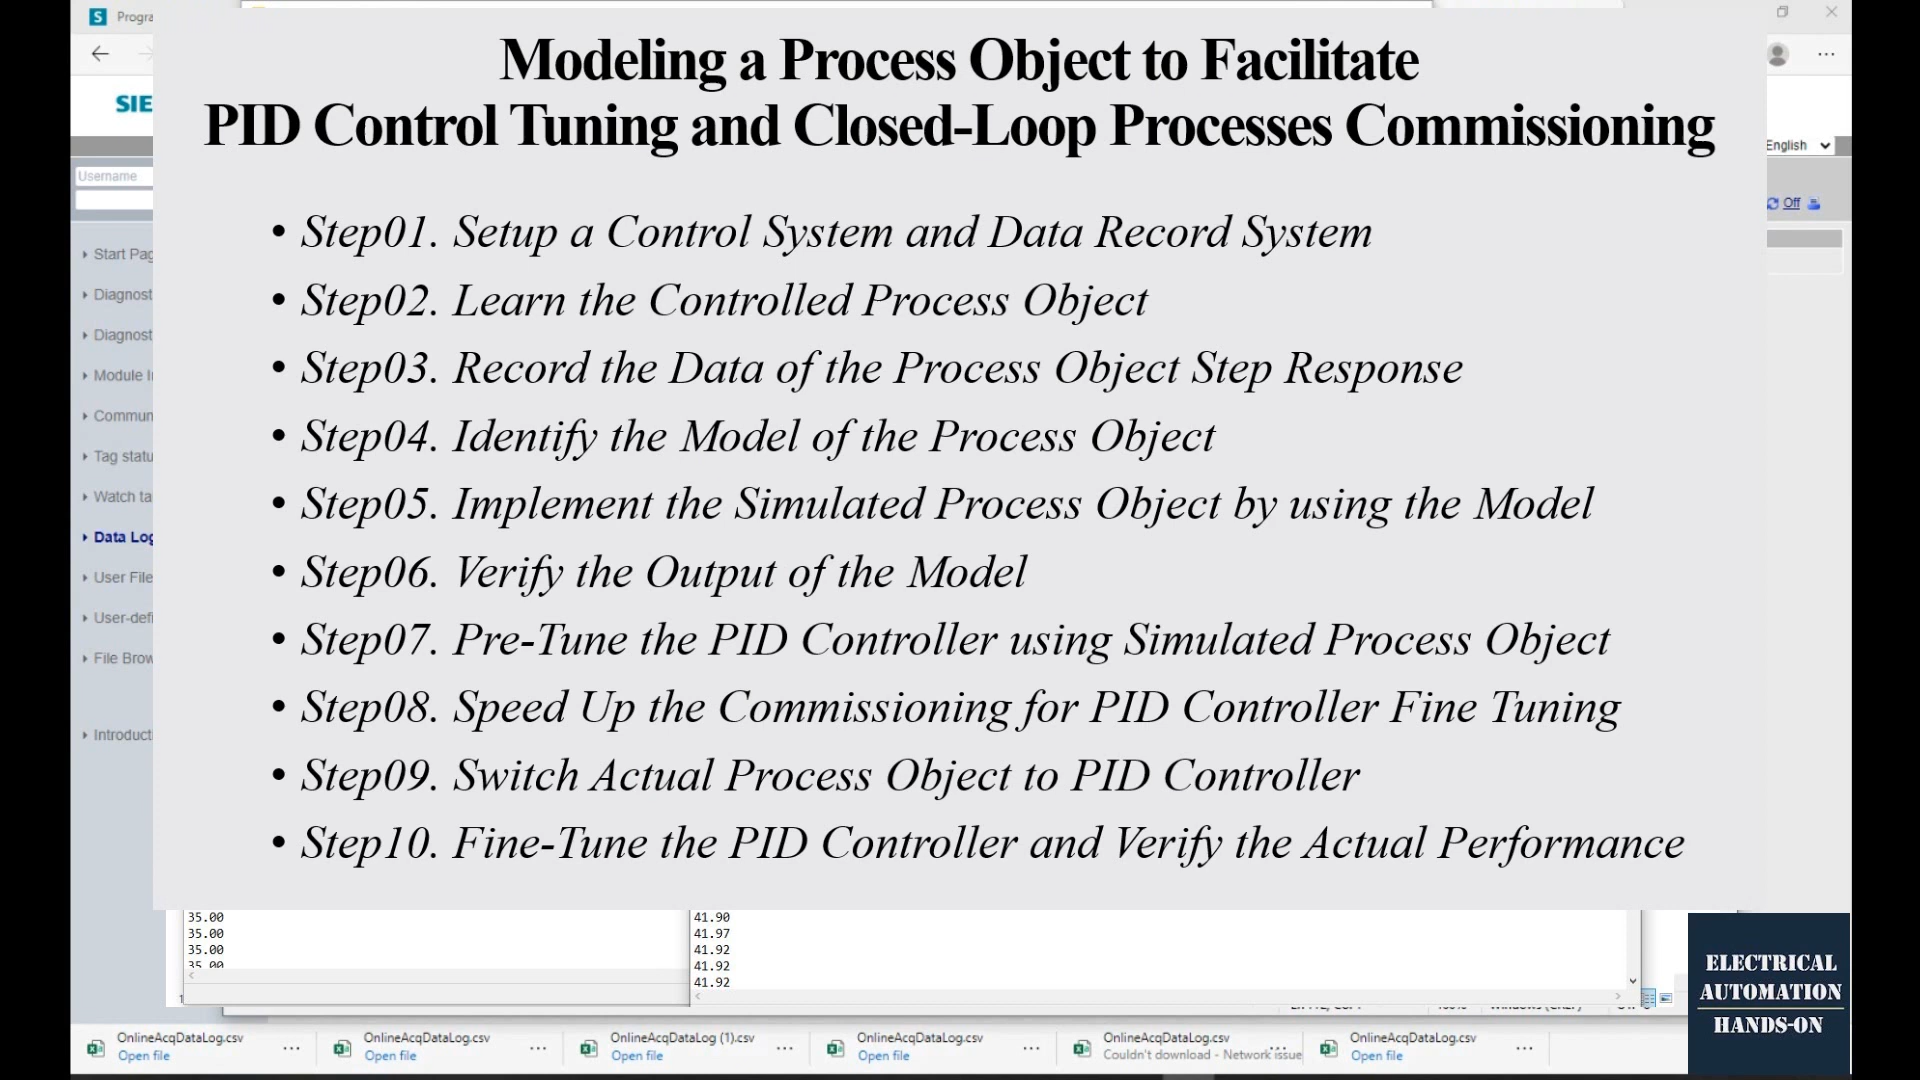 Modeling a Process Object to Facilitate
PID Control Tuning and Closed-Loop Processes Commissioning
• Step01. Setup a Control System and Data Record System
• Step02. Learn the Controlled Process Object
• Step03. Record the Data of the Process Object Step Response
• Step04. Identify the Model of the Process Object
• Step05. Implement the Simulated Process Object by using the Model
• Step06. Verify the Output of the Model
• Step07. Pre-Tune the PID Controller using Simulated Process Object
• Step08. Speed Up the Commissioning for PID Controller Fine Tuning
• Step09. Switch Actual Process Object to PID Controller
• Step10. Fine-Tune the PID Controller and Verify the Actual Performance
S Progra
SIE
English
Username
Off
Start Pag
Diagnost
Diagnost
Module I
Commun
Tag statu
Watch ta
Data Log
User File
User-defi
File Brow
Introduct
35.00
35.00
35.00
35.00
41.90
41.97
41.92
41.92
41.92
ELECTRICAL
AUTOMATION
HANDS-ON
OnlineAcqDataLog.csv
Open file
OnlineAcqDataLog.csv
Open file
OnlineAcqDataLog (1).csv
Open file
OnlineAcqDataLog.csv
Open file
OnlineAcqDataLog.csv
Couldn't download - Network issue
OnlineAcqDataLog.csv
Open file